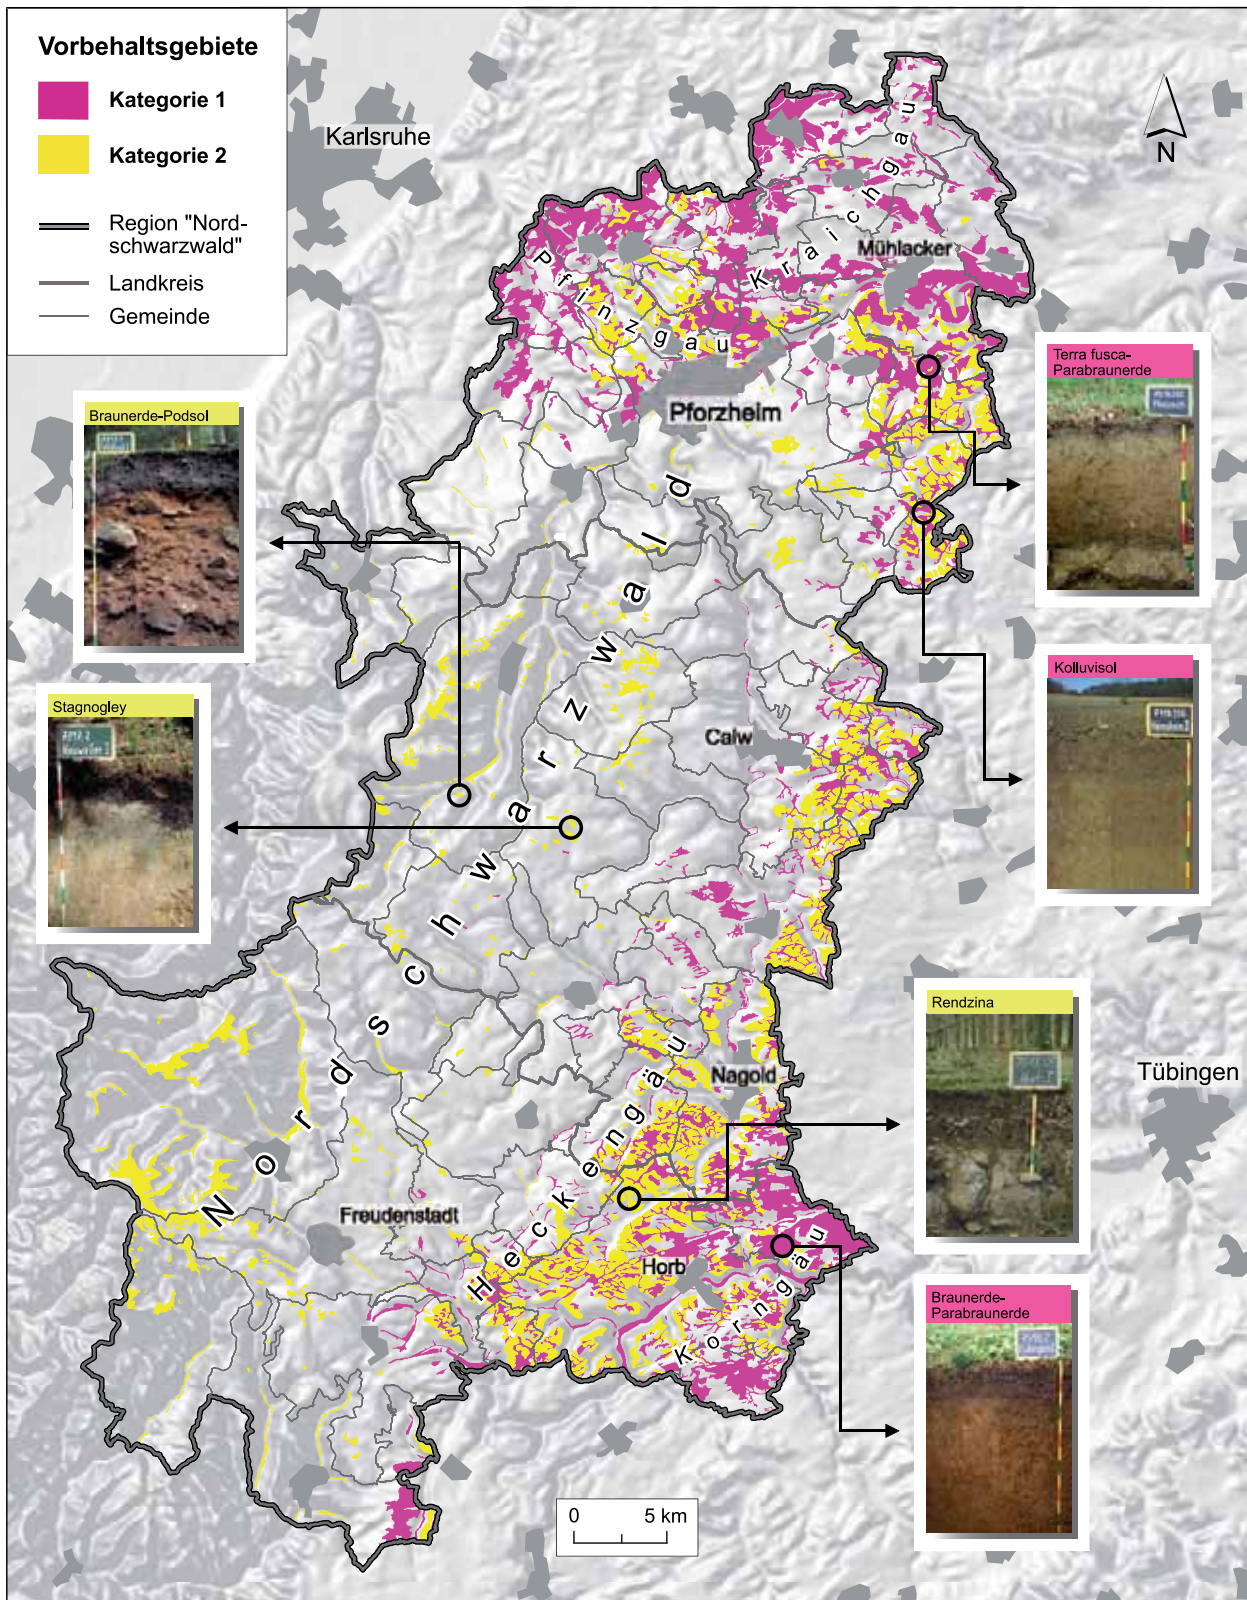 Vorbehaltsgebiete
Kategorie 1
Kategorie 2
Region "Nord-
schwarzwald"
Landkreis
Gemeinde
Karlsruhe
N
Kraichgau
Mühlacker
Pfinzgau
Pforzheim
Terra fusca-
Parabraunerde
Braunerde-Podsol
Kolluvisol
Stagnogley
Calw
Nordschwarzwald
Rendzina
Nagold
Tübingen
Heckengäu
Freudenstadt
Horb
Korngäu
Braunerde-
Parabraunerde
0 5 km